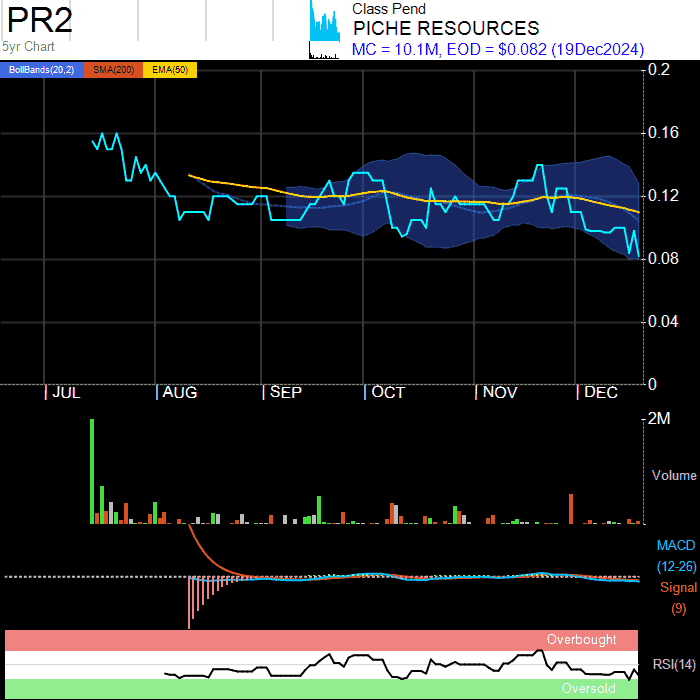 PR2
5yr Chart
Class Pend
PICHE RESOURCES
MC = 10.1M, EOD = $0.082 (19Dec2024)
BollBands(20,2) SMA(200) EMA(50)
0.2
0.16
0.12
0.08
0.04
0
JUL AUG SEP OCT NOV DEC
2M
Volume
MACD
(12-26)
Signal
(9)
Overbought
RSI(14)
Oversold